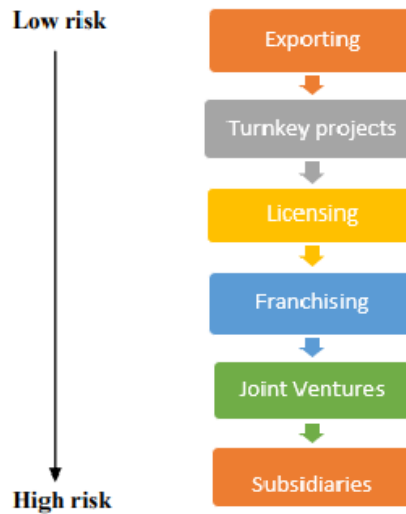 Low risk
Exporting
Turnkey projects
Licensing
Franchising
Joint Ventures
Subsidiaries
High risk